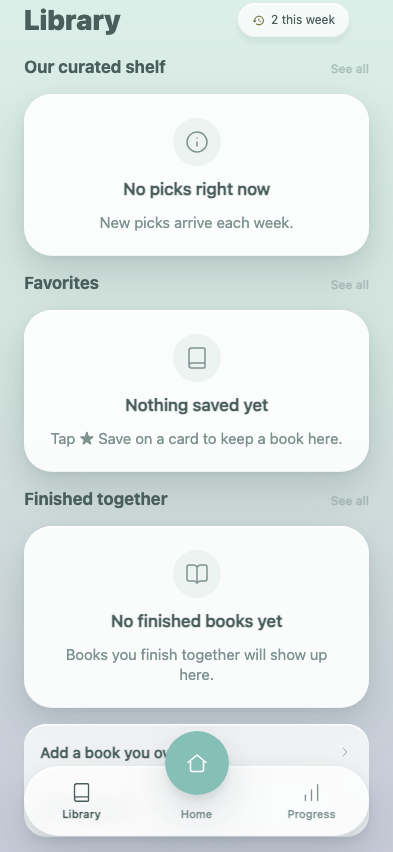 Library
2 this week
Our curated shelf
See all
No picks right now
New picks arrive each week.
Favorites
See all
Nothing saved yet
Tap ★ Save on a card to keep a book here.
Finished together
See all
No finished books yet
Books you finish together will show up
here.
Add a book you
Library
Home
Progress